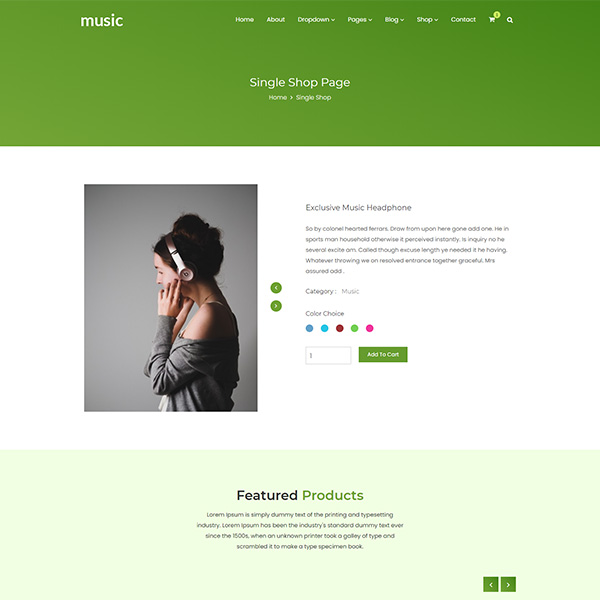 music
Home About Dropdown Pages Blog Shop Contact
Single Shop Page
Home > Single Shop
Exclusive Music Headphone
So by colonel hearted ferrars. Draw from upon here gone add one. He in
sports man household otherwise it perceived instantly. Is inquiry no he
several excite am. Called though excuse length ye needed it he having.
Whatever throwing we on resolved entrance together graceful. Mrs
assured add .
Category : Music
Color Choice
1 Add To Cart
Featured Products
Lorem Ipsum is simply dummy text of the printing and typesetting
industry. Lorem Ipsum has been the industry's standard dummy text ever
since the 1500s, when an unknown printer took a galley of type and
scrambled it to make a type specimen book.